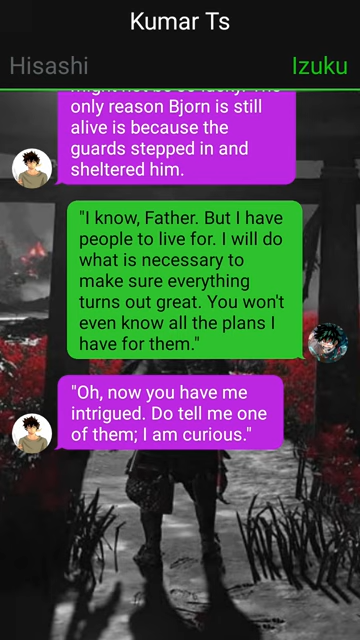 Kumar Ts
Hisashi
Izuku
only reason Bjorn is still
alive is because the
guards stepped in and
sheltered him.
"I know, Father. But I have
people to live for. I will do
what is necessary to
make sure everything
turns out great. You won't
even know all the plans I
have for them."
"Oh, now you have me
intrigued. Do tell me one
of them; I am curious."